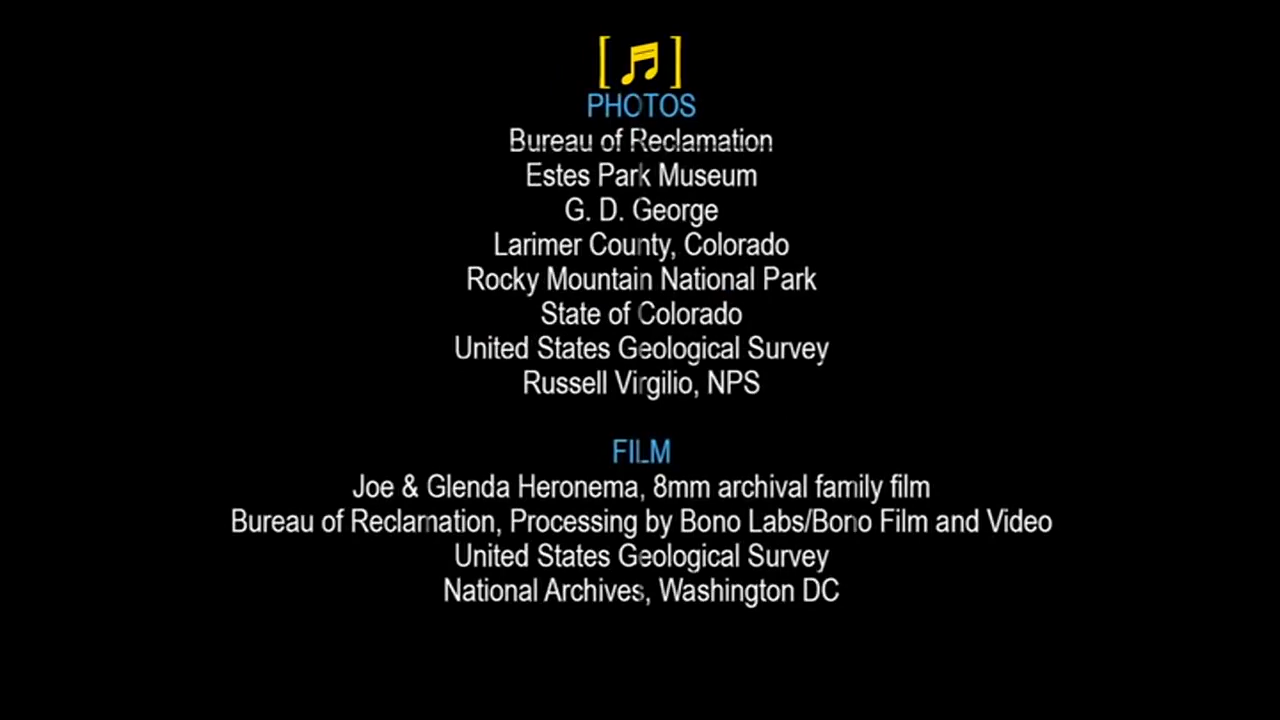 [♫]
PHOTOS
Bureau of Reclamation
Estes Park Museum
G. D. George
Larimer County, Colorado
Rocky Mountain National Park
State of Colorado
United States Geological Survey
Russell Virgilio, NPS
FILM
Joe & Glenda Heronema, 8mm archival family film
Bureau of Reclamation, Processing by Bono Labs/Bono Film and Video
United States Geological Survey
National Archives, Washington DC